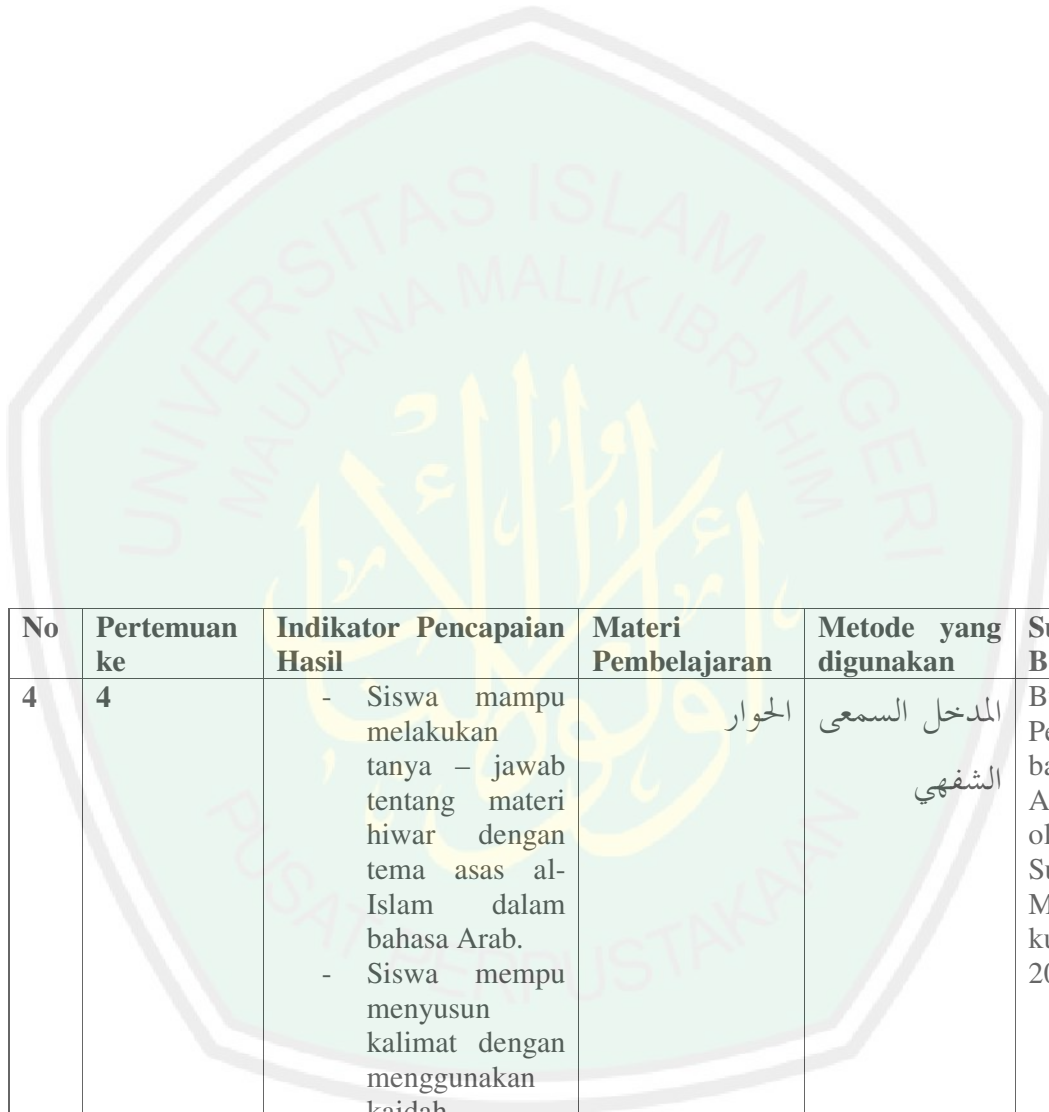 UNIVERSITAS ISLAM NEGERI
MAULANA MALIK IBRAHIM
PUSAT PERPUSTAKAAN
No
Pertemuan
ke
Indikator Pencapaian
Hasil
Materi
Pembelajaran
Metode yang
digunakan
4
4
- Siswa mampu
melakukan
tanya – jawab
tentang materi
hiwar dengan
tema asas al-
Islam dalam
bahasa Arab.
- Siswa mempu
menyusun
kalimat dengan
menggunakan
kaidah
الحوار
المدخل السمعى
الشفهي